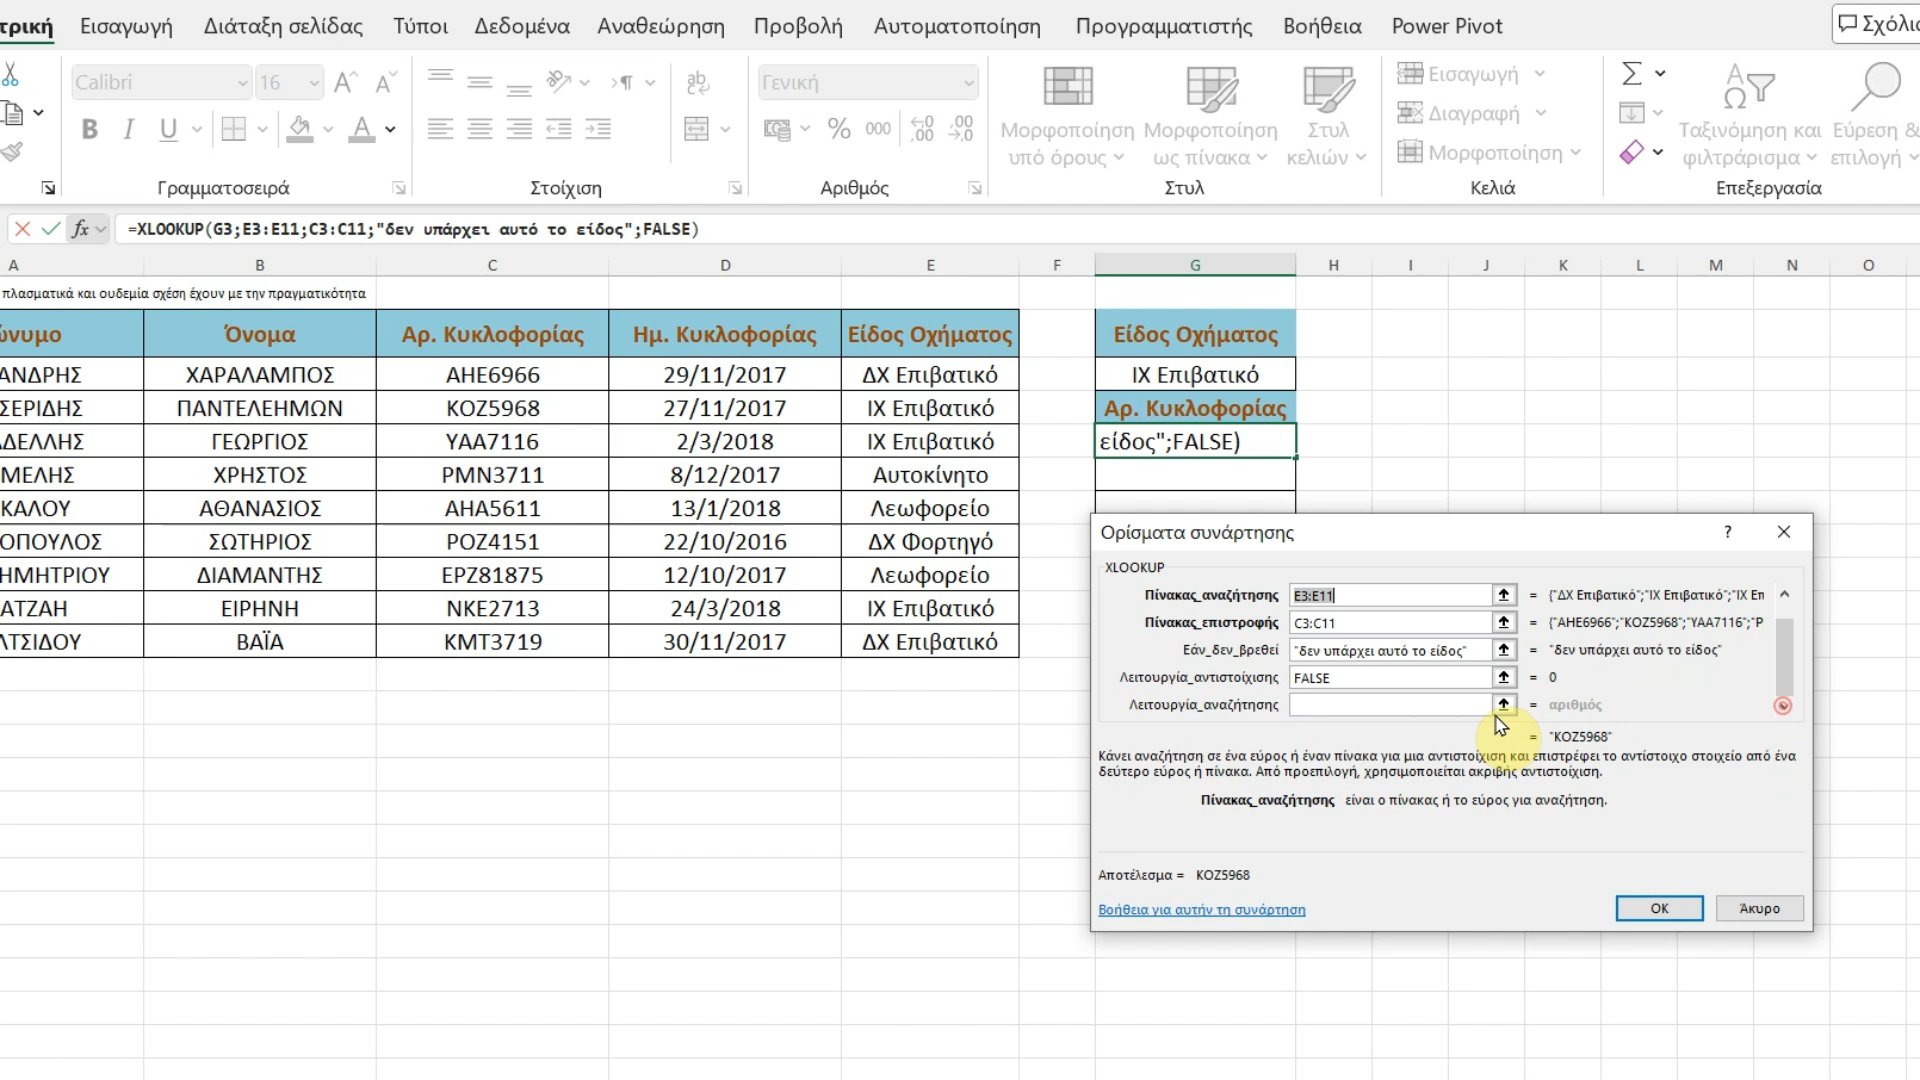 τρική Εισαγωγή Διάταξη σελίδας Τύποι Δεδομένα Αναθεώρηση Προβολή Αυτοματοποίηση Προγραμματιστής Βοήθεια Power Pivot Σχόλι
Calibri 16 Γενική
B I U A % 000
Μορφοποίηση υπό όρους
Μορφοποίηση ως πίνακα
Στυλ κελιών
Εισαγωγή
Διαγραφή
Μορφοποίηση
Ταξινόμηση και φιλτράρισμα
Εύρεση & επιλογή
Γραμματοσειρά Στοίχιση Αριθμός Στυλ Κελιά Επεξεργασία
fx =XLOOKUP(G3;E3:E11;C3:C11;"δεν υπάρχει αυτό το είδος";FALSE)
A B C D E F G H I J K L M N O
πλασματικά και ουδεμία σχέση έχουν με την πραγματικότητα
ώνυμο Όνομα Αρ. Κυκλοφορίας Ημ. Κυκλοφορίας Είδος Οχήματος Είδος Οχήματος
ΑΝΔΡΗΣ ΧΑΡΑΛΑΜΠΟΣ ΑΗΕ6966 29/11/2017 ΔΧ Επιβατικό ΙΧ Επιβατικό
ΣΕΡΙΔΗΣ ΠΑΝΤΕΛΕΗΜΩΝ ΚΟΖ5968 27/11/2017 ΙΧ Επιβατικό Αρ. Κυκλοφορίας
ΔΕΛΛΗΣ ΓΕΩΡΓΙΟΣ ΥΑΑ7116 2/3/2018 ΙΧ Επιβατικό είδος";FALSE)
ΜΕΛΗΣ ΧΡΗΣΤΟΣ ΡΜΝ3711 8/12/2017 Αυτοκίνητο
ΚΑΛΟΥ ΑΘΑΝΑΣΙΟΣ ΑΗΑ5611 13/1/2018 Λεωφορείο
ΟΠΟΥΛΟΣ ΣΩΤΗΡΙΟΣ ΡΟΖ4151 22/10/2016 ΔΧ Φορτηγό
ΗΜΗΤΡΙΟΥ ΔΙΑΜΑΝΤΗΣ ΕΡΖ81875 12/10/2017 Λεωφορείο
ΑΤΖΑΗ ΕΙΡΗΝΗ ΝΚΕ2713 24/3/2018 ΙΧ Επιβατικό
ΛΤΣΙΔΟΥ ΒΑΪΑ ΚΜΤ3719 30/11/2017 ΔΧ Επιβατικό
Ορίσματα συνάρτησης ?
XLOOKUP
Πίνακας_αναζήτησης E3:E11 = {"ΔΧ Επιβατικό";"ΙΧ Επιβατικό";"ΙΧ Επ
Πίνακας_επιστροφής C3:C11 = {"ΑΗΕ6966";"ΚΟΖ5968";"ΥΑΑ7116";"Ρ
Εάν_δεν_βρεθεί "δεν υπάρχει αυτό το είδος" = "δεν υπάρχει αυτό το είδος"
Λειτουργία_αντιστοίχισης FALSE = 0
Λειτουργία_αναζήτησης = αριθμός
= "ΚΟΖ5968"
Κάνει αναζήτηση σε ένα εύρος ή έναν πίνακα για μια αντιστοίχιση και επιστρέφει το αντίστοιχο στοιχείο από ένα
δεύτερο εύρος ή πίνακα. Από προεπιλογή, χρησιμοποιείται ακριβής αντιστοίχιση.
Πίνακας_αναζήτησης είναι ο πίνακας ή το εύρος για αναζήτηση.
Αποτέλεσμα = ΚΟΖ5968
Βοήθεια για αυτήν τη συνάρτηση OK Άκυρο